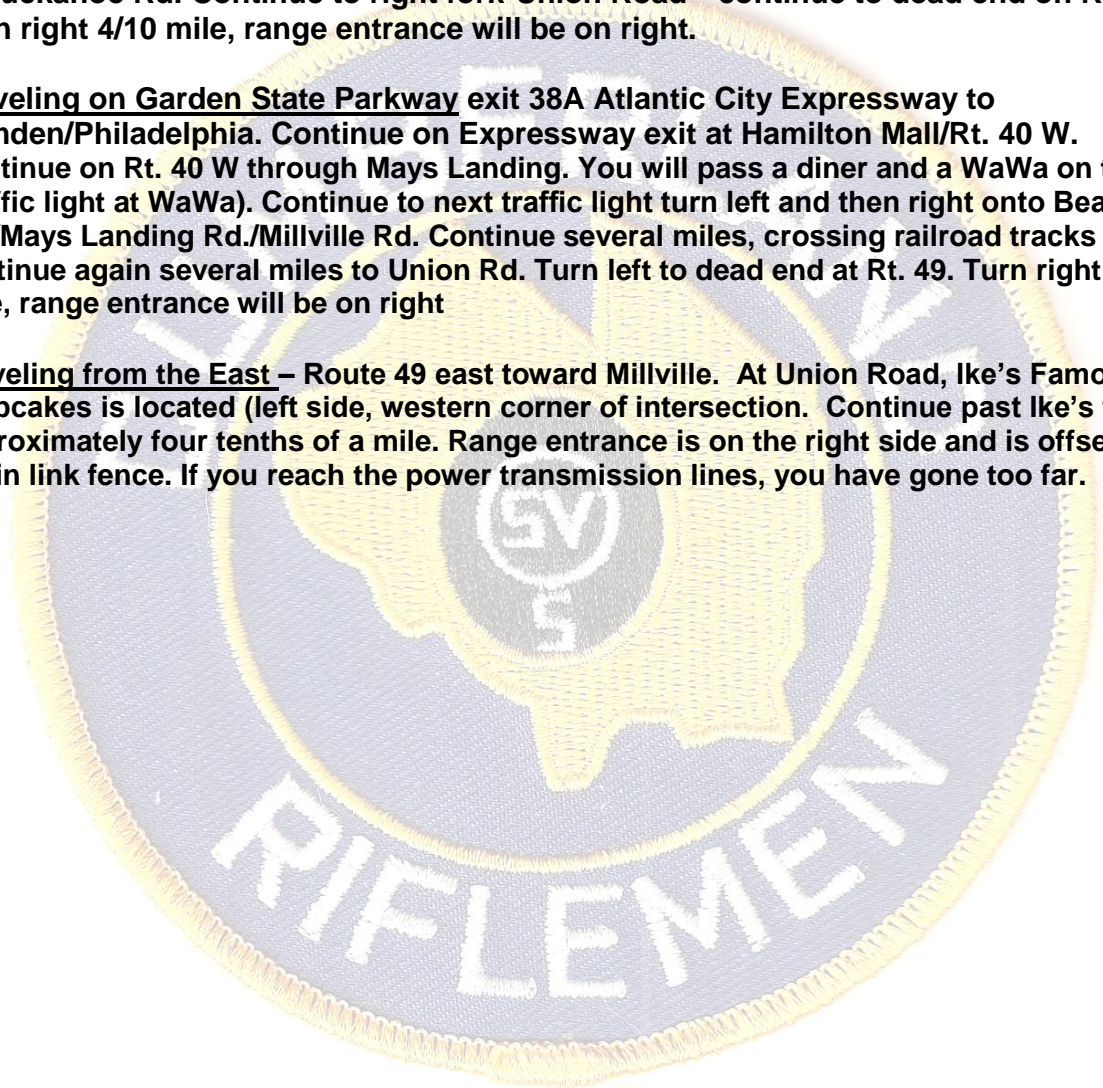 right fork Union Road – continue to dead end on
right 4/10 mile, range entrance will be on right.
veling on Garden State Parkway exit 38A Atlantic City Expressway to
nden/Philadelphia. Continue on Expressway exit at Hamilton Mall/Rt. 40 W.
tinue on Rt. 40 W through Mays Landing. You will pass a diner and a WaWa on
fic light at WaWa). Continue to next traffic light turn left and then right onto Bea
/Mays Landing Rd./Millville Rd. Continue several miles, crossing railroad tracks
tinue again several miles to Union Rd. Turn left to dead end at Rt. 49. Turn right
e, range entrance will be on right
veling from the East – Route 49 east toward Millville. At Union Road, Ike's Famo
pcakes is located (left side, western corner of intersection. Continue past Ike's
roximately four tenths of a mile. Range entrance is on the right side and is offse
in link fence. If you reach the power transmission lines, you have gone too far.
CUMBERLAND
SV
S
RIFLEMEN